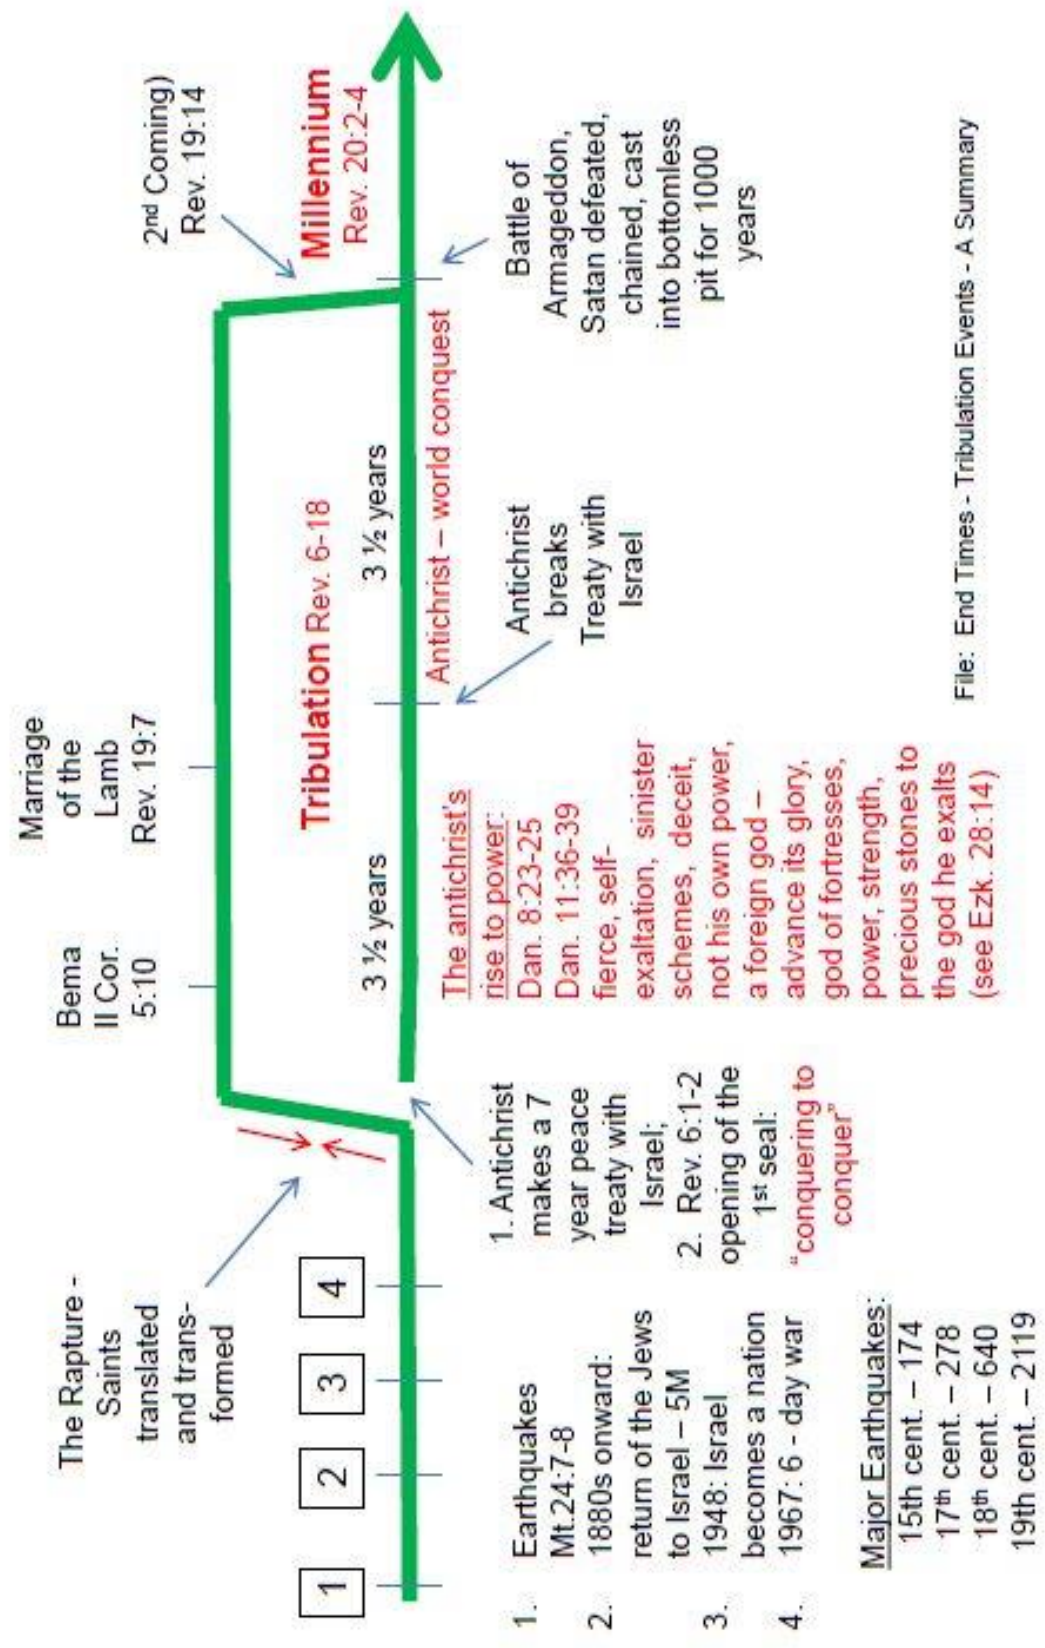 The Rapture -
Saints
translated
and trans-
formed
Bema
II Cor.
5:10
Marriage
of the
Lamb
Rev. 19:7
2nd Coming)
Rev. 19:14
1
2
3
4
Tribulation Rev. 6-18
Millennium
Rev. 20:2-4
3 ½ years
3 ½ years
Antichrist – world conquest
1. Earthquakes
Mt.24:7-8
2. 1880s onward:
return of the Jews
to Israel – 5M
3. 1948: Israel
becomes a nation
4. 1967: 6 - day war
Major Earthquakes:
15th cent. – 174
17th cent. – 278
18th cent. – 640
19th cent. – 2119
1. Antichrist
makes a 7
year peace
treaty with
Israel;
2. Rev. 6:1-2
opening of the
1st seal:
“conquering to
conquer”
The antichrist's
rise to power:
Dan. 8:23-25
Dan. 11:36-39
fierce, self-
exaltation, sinister
schemes, deceit,
not his own power,
a foreign god –
advance its glory,
god of fortresses,
power, strength,
precious stones to
the god he exalts
(see Ezk. 28:14)
Antichrist
breaks
Treaty with
Israel
Battle of
Armageddon,
Satan defeated,
chained, cast
into bottomless
pit for 1000
years
File: End Times - Tribulation Events - A Summary